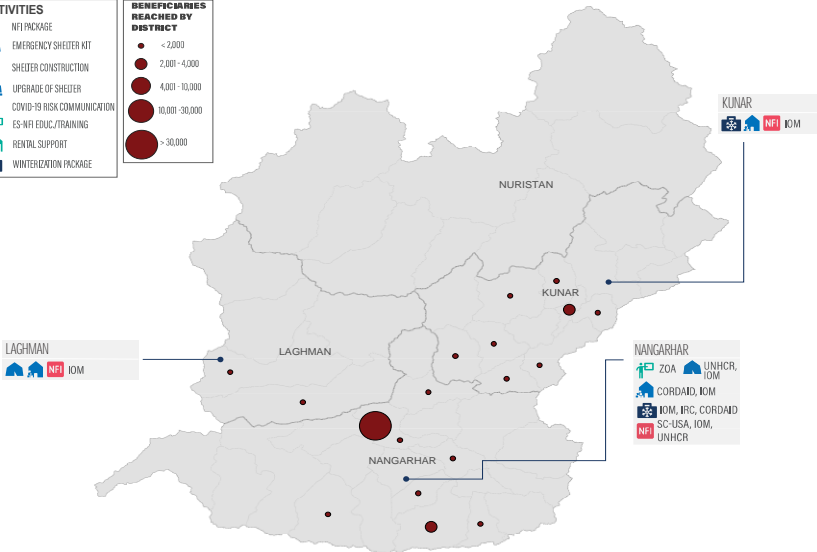 TIVITIES
NFI PACKAGE
EMERGENCY SHELTER KIT
SHELTER CONSTRUCTION
UPGRADE OF SHELTER
COVID-19 RISK COMMUNICATION
ES-NFI EDUC./TRAINING
RENTAL SUPPORT
WINTERIZATION PACKAGE
BENEFICIARIES
REACHED BY
DISTRICT
< 2,000
2,001 - 4,000
4,001 - 10,000
10,001 -30,000
> 30,000
KUNAR
NFI IOM
NURISTAN
KUNAR
LAGHMAN
LAGHMAN
NFI IOM
NANGARHAR
ZOA UNHCR,
IOM
CORDAID, IOM
IOM, IRC, CORDAID
NFI SC-USA, IOM,
UNHCR
NANGARHAR